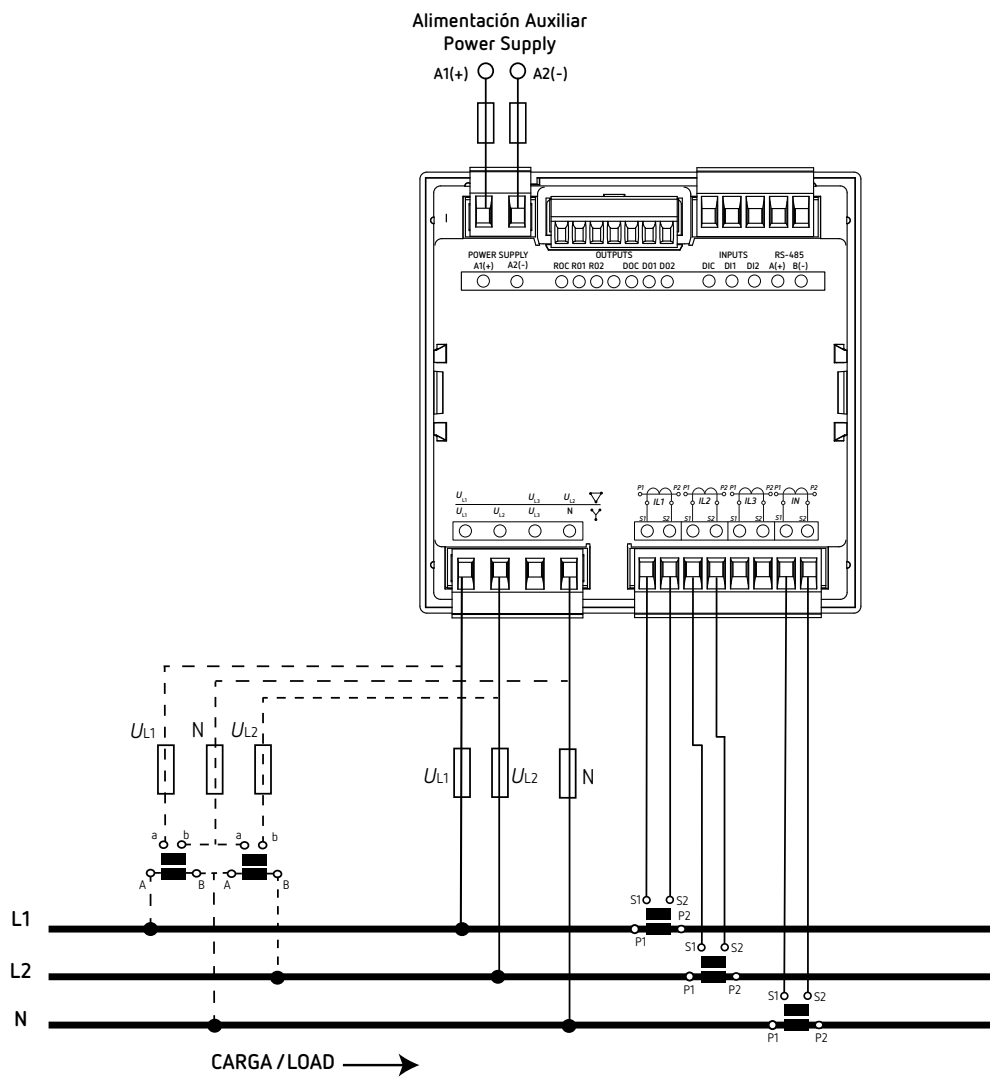 Alimentación Auxiliar
Power Supply
A1(+) A2(-)
I
POWER SUPPLY OUTPUTS INPUTS RS-485
A1(+) A2(-) ROC RO1 RO2 DOC DO1 DO2 DIC DI1 DI2 A(+) B(-)
P1 P2 P1 P2 P1 P2 P1 P2
IL1 IL2 IL3 IN
UL1 UL3 UL2
UL1 UL2 UL3 N
S1 S2 S1 S2 S1 S2 S1 S2
UL1 N UL2
UL1 UL2 N
a b a b
A B A B
L1
S1 S2
P1 P2
L2
S1 S2
P1 P2
N
S1 S2
P1 P2
CARGA / LOAD